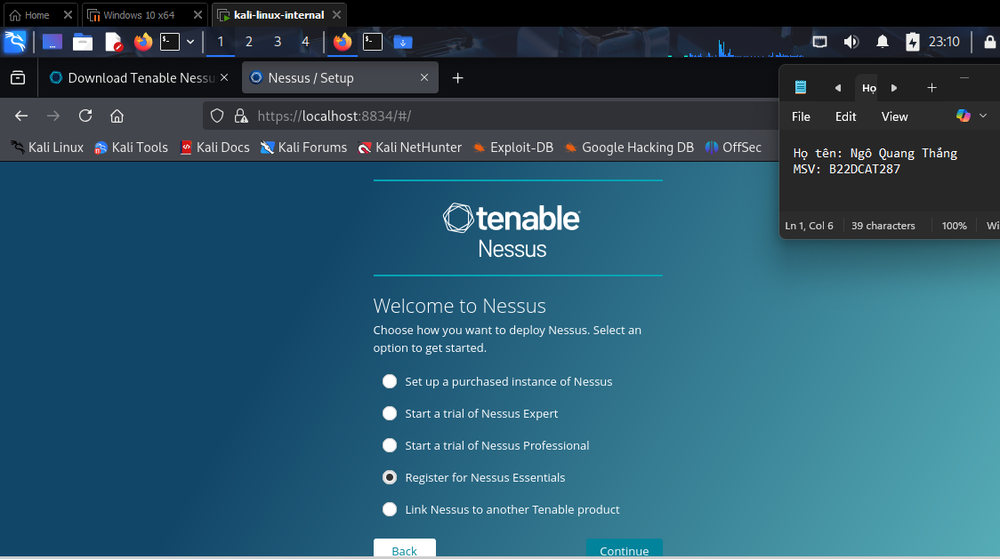 Home
Windows 10 x64
kali-linux-internal
1 2 3 4
23:10
Download Tenable Nessu
Nessus / Setup
https://localhost:8834/#/
Kali Linux
Kali Tools
Kali Docs
Kali Forums
Kali NetHunter
Exploit-DB
Google Hacking DB
OffSec
Họ
File Edit View
Họ tên: Ngô Quang Thắng
MSV: B22DCAT287
Ln 1, Col 6 39 characters 100% Wi
tenable
Nessus
Welcome to Nessus
Choose how you want to deploy Nessus. Select an
option to get started.
Set up a purchased instance of Nessus
Start a trial of Nessus Expert
Start a trial of Nessus Professional
Register for Nessus Essentials
Link Nessus to another Tenable product
Back
Continue